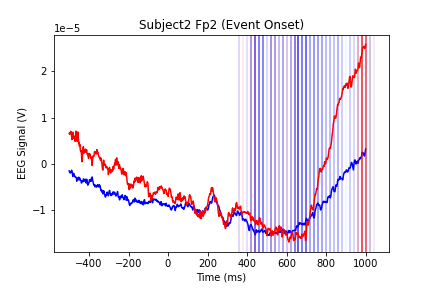 Subject2 Fp2 (Event Onset)
1e−5
2
1
0
−1
EEG Signal (V)
−400 −200 0 200 400 600 800 1000
Time (ms)